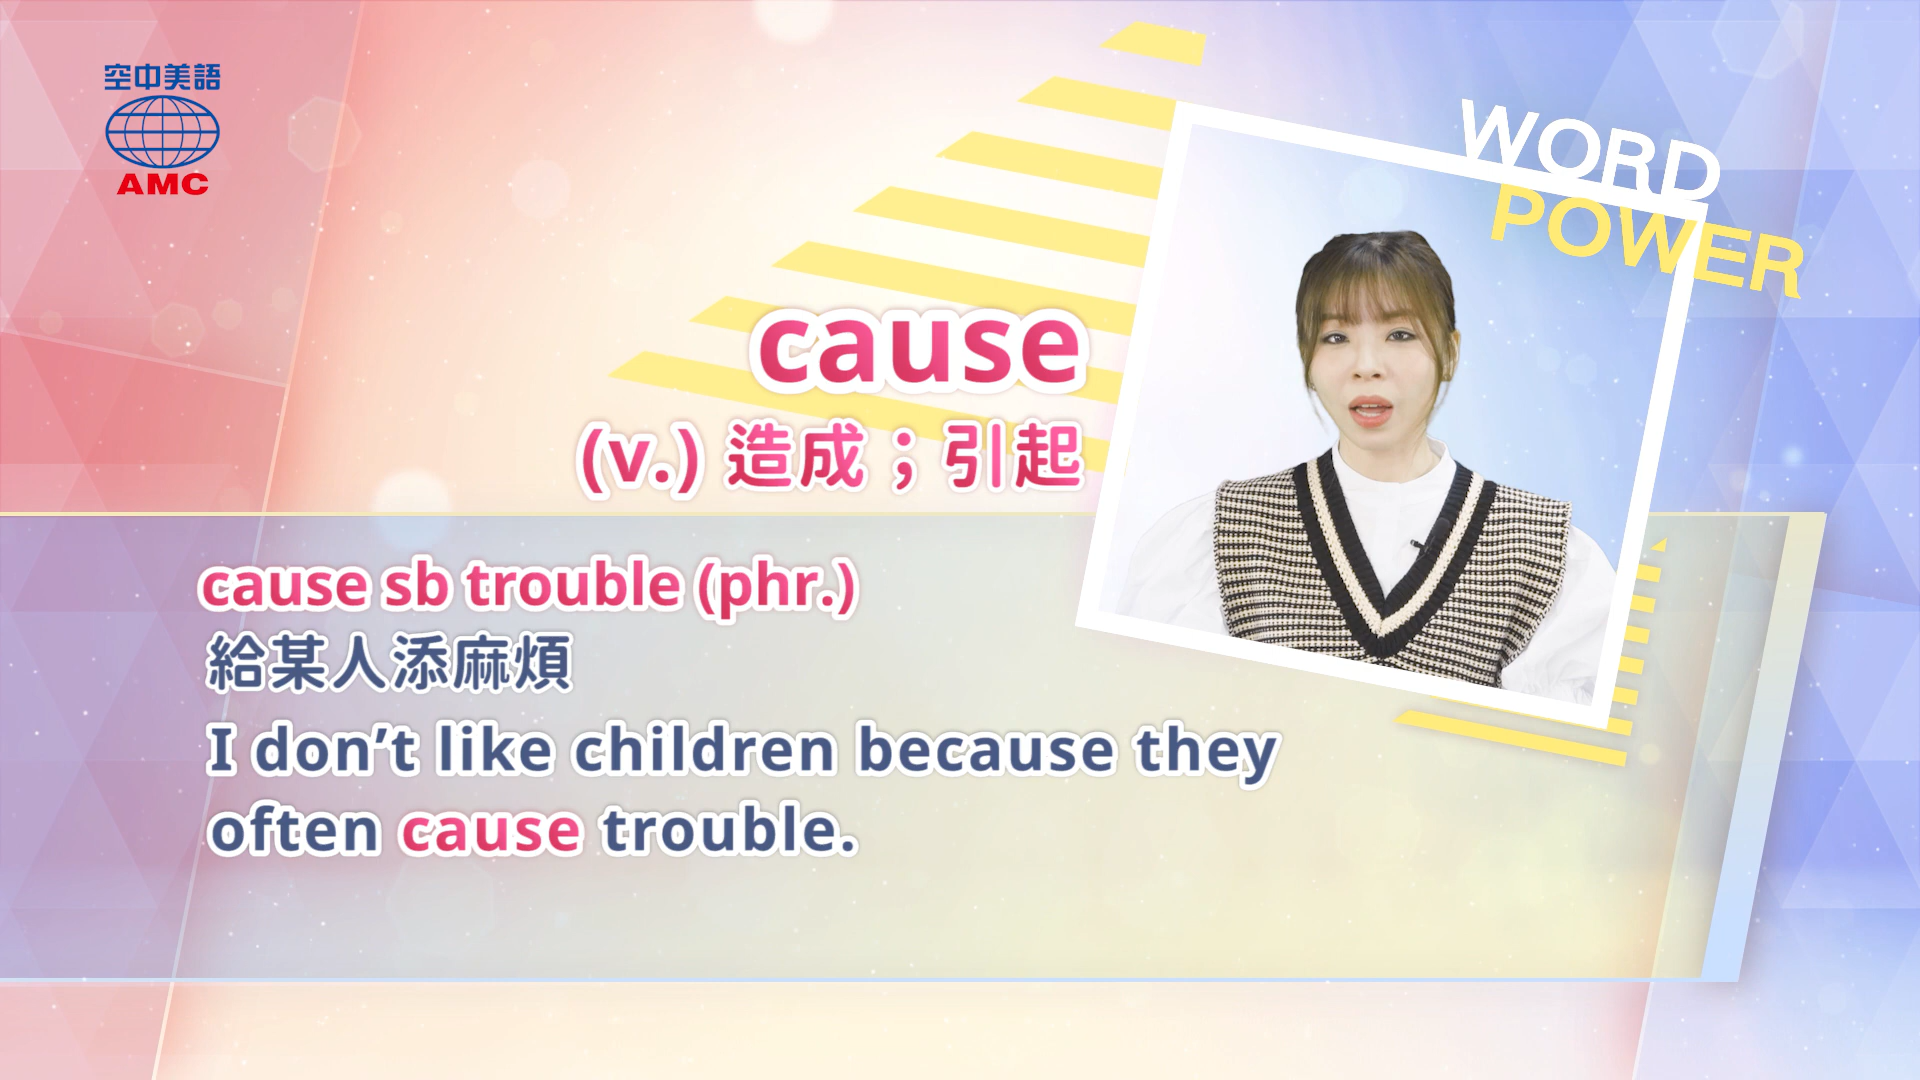 空中美語
AMC
WORD
POWER
cause
(v.) 造成；引起
cause sb trouble (phr.)
給某人添麻煩
I don’t like children because they
often cause trouble.